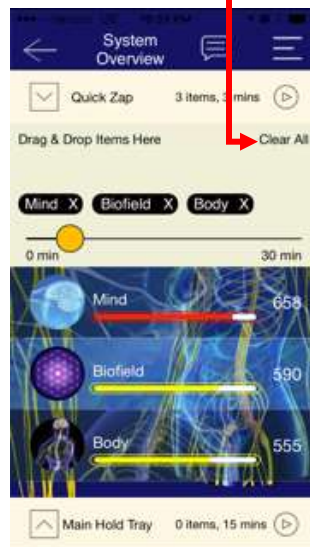 System
Overview
Quick Zap 3 items, 3 mins
Drag & Drop Items Here Clear All
Mind X Biofield X Body X
0 min 30 min
Mind 658
Biofield 590
Body 555
Main Hold Tray 0 items, 15 mins